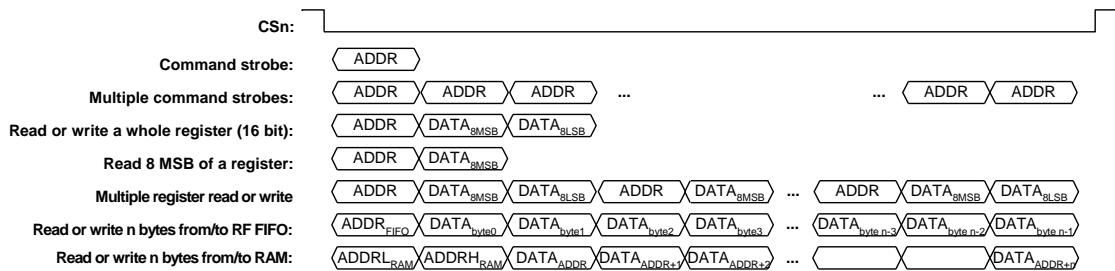 CSn:
Command strobe: ADDR
Multiple command strobes: ADDR ADDR ADDR ... ... ADDR ADDR
Read or write a whole register (16 bit): ADDR DATA8MSB DATA8LSB
Read 8 MSB of a register: ADDR DATA8MSB
Multiple register read or write ADDR DATA8MSB DATA8LSB ADDR DATA8MSB ... ADDR DATA8MSB DATA8LSB
Read or write n bytes from/to RF FIFO: ADDRFIFO DATAbyte0 DATAbyte1 DATAbyte2 DATAbyte3 ... DATAbyte n-3 DATAbyte n-2 DATAbyte n-1
Read or write n bytes from/to RAM: ADDRLRAM ADDRHRAM DATAADDR DATAADDR+1 DATAADDR+2 ... DATAADDR+n